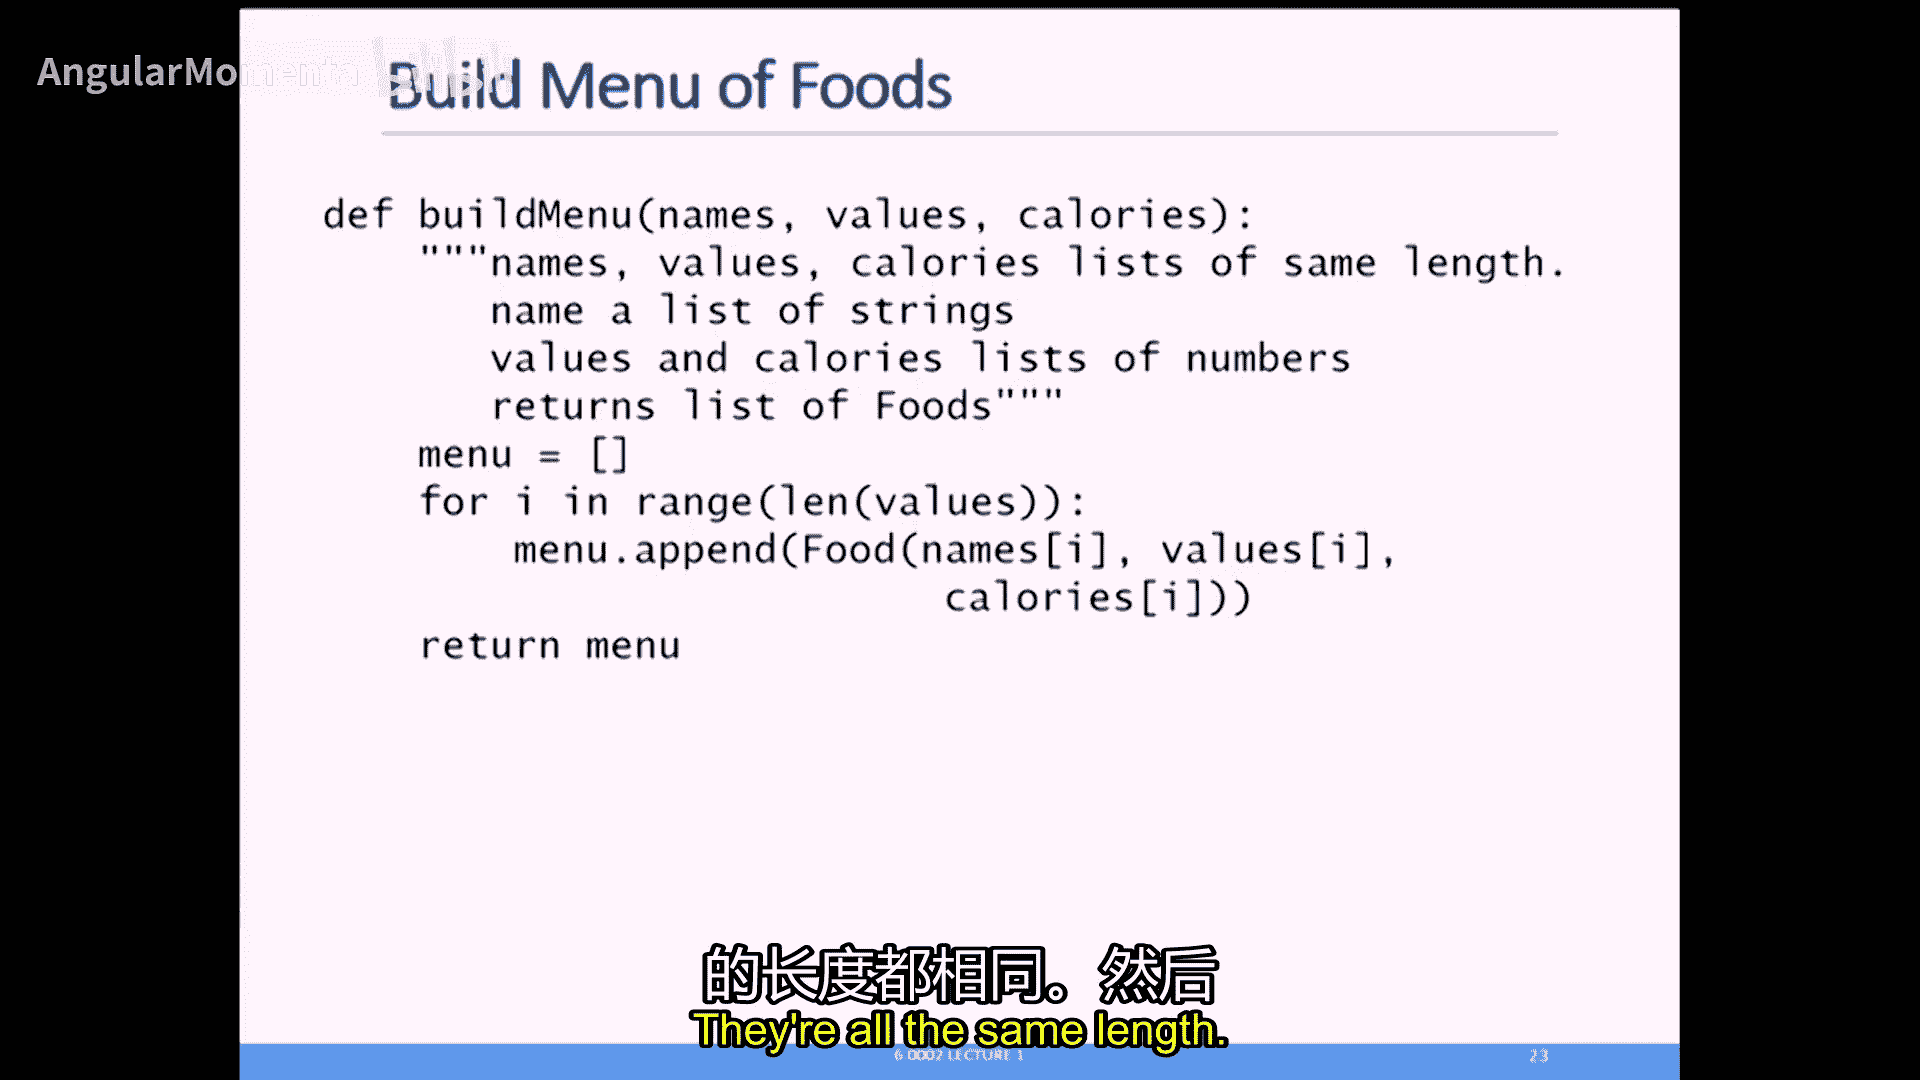 AngularMomenta bilibili
Build Menu of Foods
def buildMenu(names, values, calories):
"""names, values, calories lists of same length.
name a list of strings
values and calories lists of numbers
returns list of Foods"""
menu = []
for i in range(len(values)):
menu.append(Food(names[i], values[i],
calories[i]))
return menu
的长度都相同。然后
They're all the same length.
6 0002 LECTURE 1
23